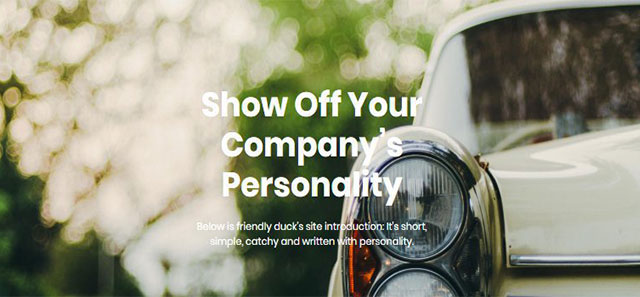 Show Off Your
Company's
Personality
Below is friendly duck's site introduction: It's short,
simple, catchy and written with personality.